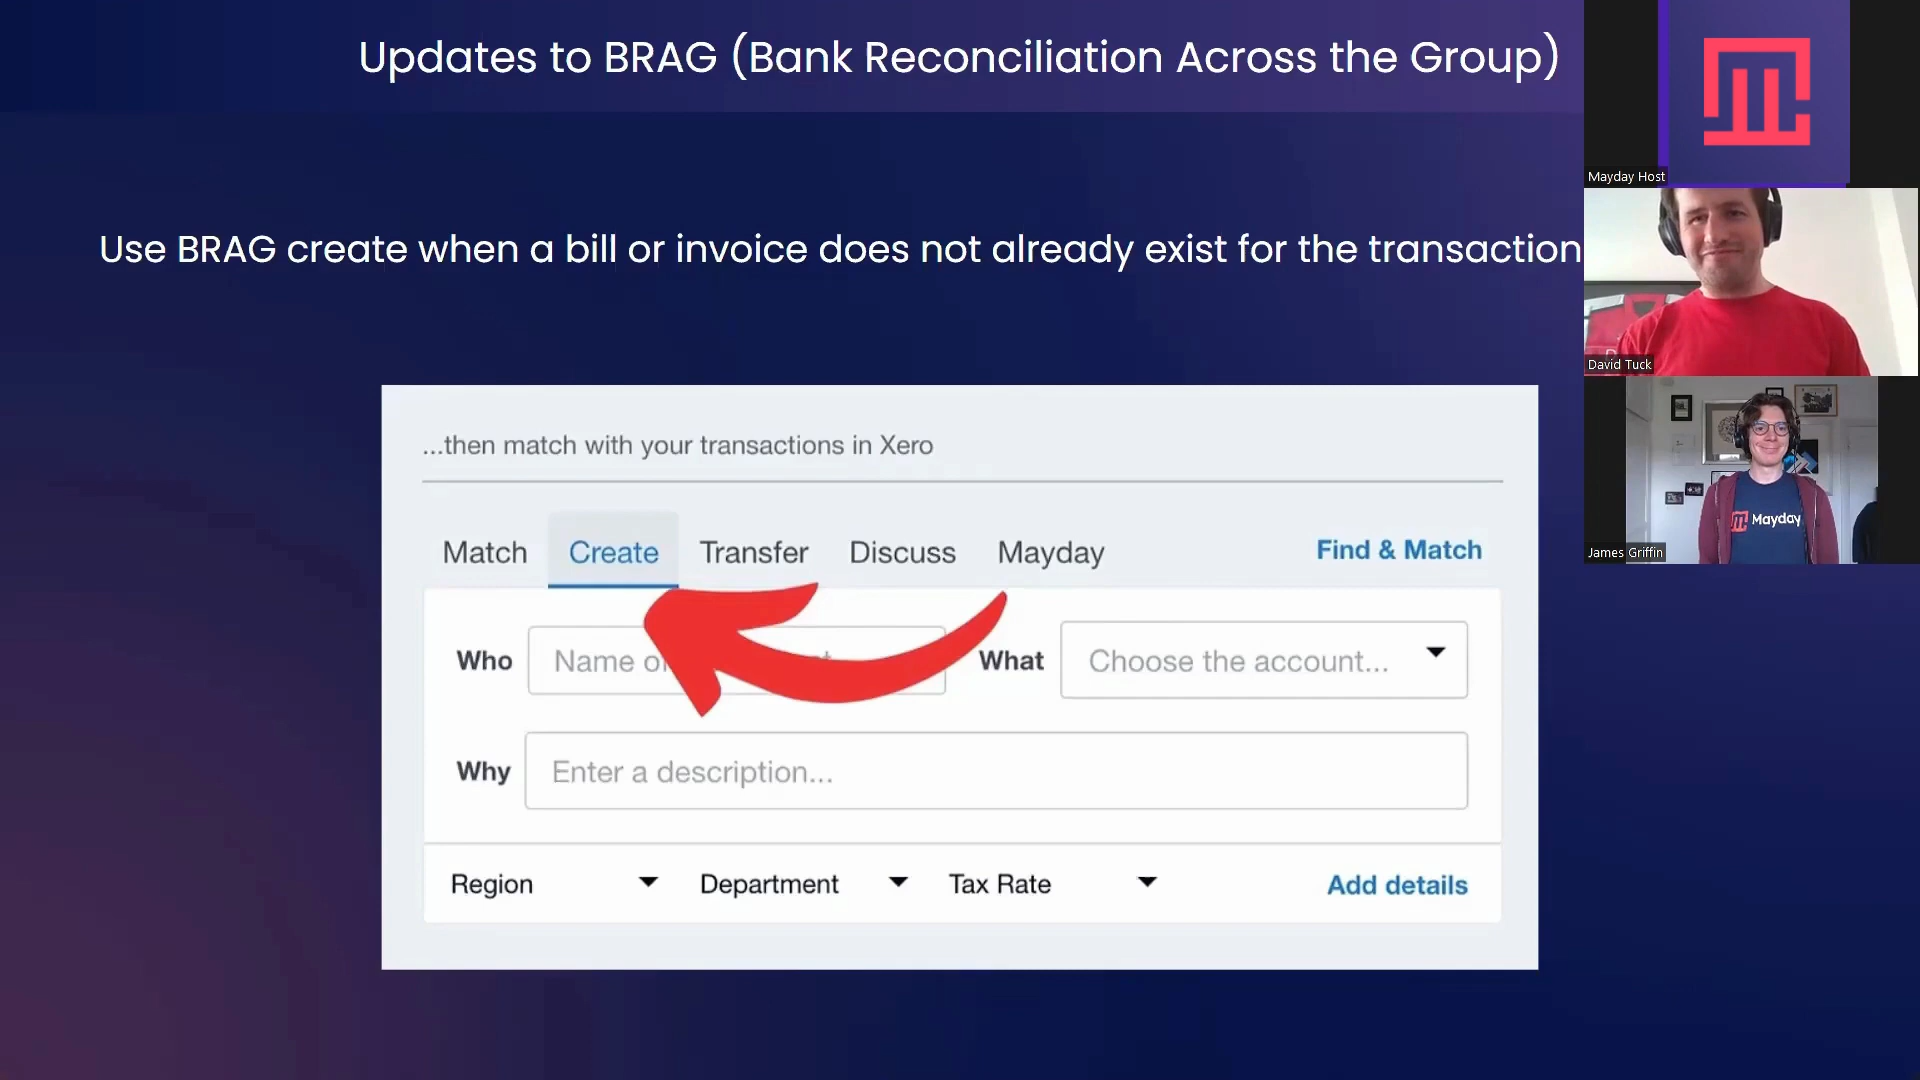 Updates to BRAG (Bank Reconciliation Across the Group)
Mayday Host
Use BRAG create when a bill or invoice does not already exist for the transaction
David Tuck
...then match with your transactions in Xero
Match Create Transfer Discuss Mayday Find & Match
Mayday
James Griffin
Who Name What Choose the account...
Why Enter a description...
Region Department Tax Rate Add details